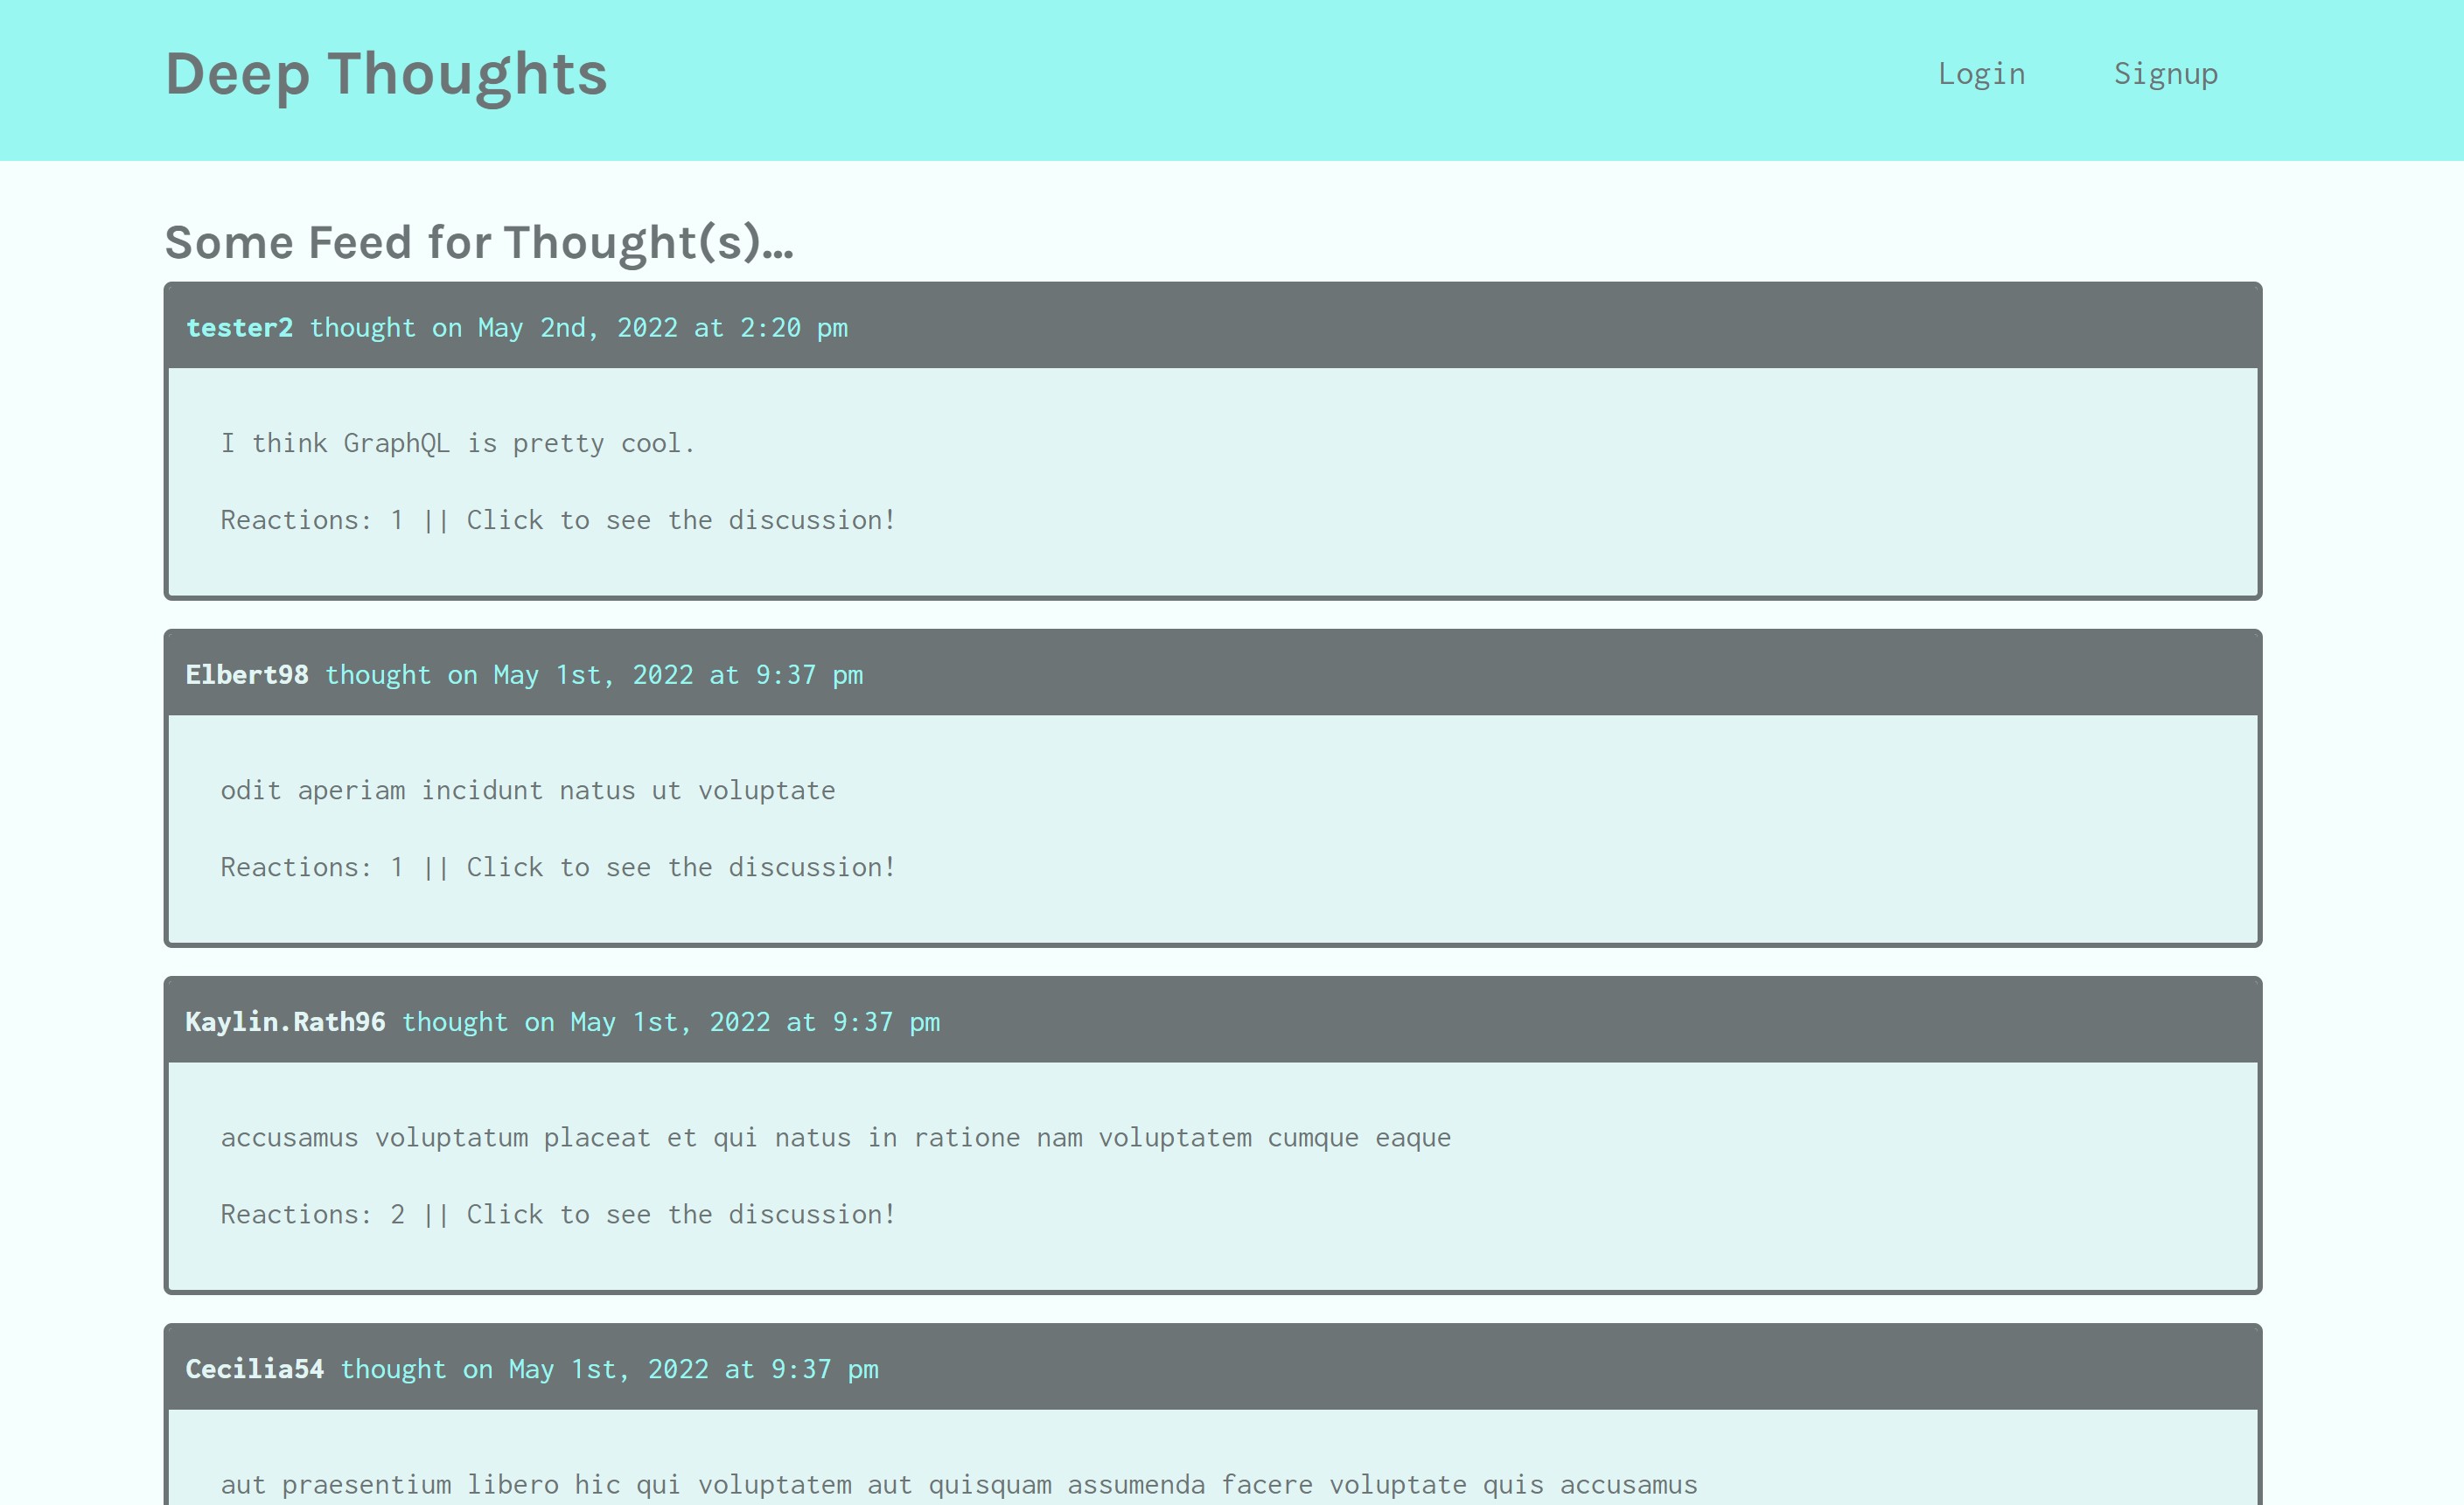 Deep Thoughts
Login Signup
Some Feed for Thought(s)...
tester2 thought on May 2nd, 2022 at 2:20 pm
I think GraphQL is pretty cool.
Reactions: 1 || Click to see the discussion!
Elbert98 thought on May 1st, 2022 at 9:37 pm
odit aperiam incidunt natus ut voluptate
Reactions: 1 || Click to see the discussion!
Kaylin.Rath96 thought on May 1st, 2022 at 9:37 pm
accusamus voluptatum placeat et qui natus in ratione nam voluptatem cumque eaque
Reactions: 2 || Click to see the discussion!
Cecilia54 thought on May 1st, 2022 at 9:37 pm
aut praesentium libero hic qui voluptatem aut quisquam assumenda facere voluptate quis accusamus